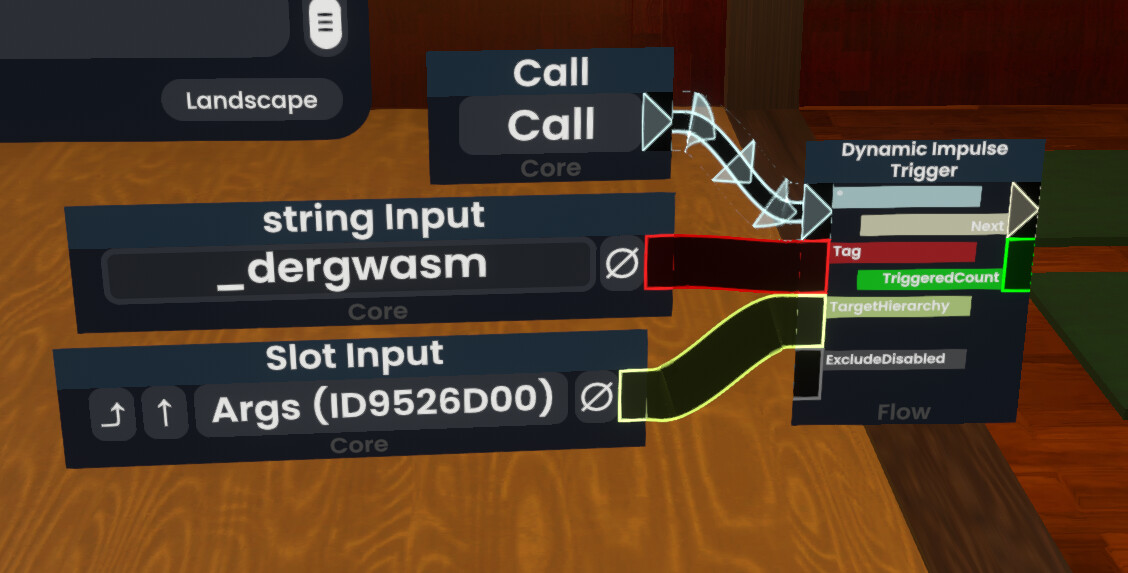 Landscape
Call
Call
Core
string Input
_dergwasm
Core
Slot Input
Args (ID9526D00)
Core
Dynamic Impulse
Trigger
*
Next
Tag
TriggeredCount
TargetHierarchy
ExcludeDisabled
Flow